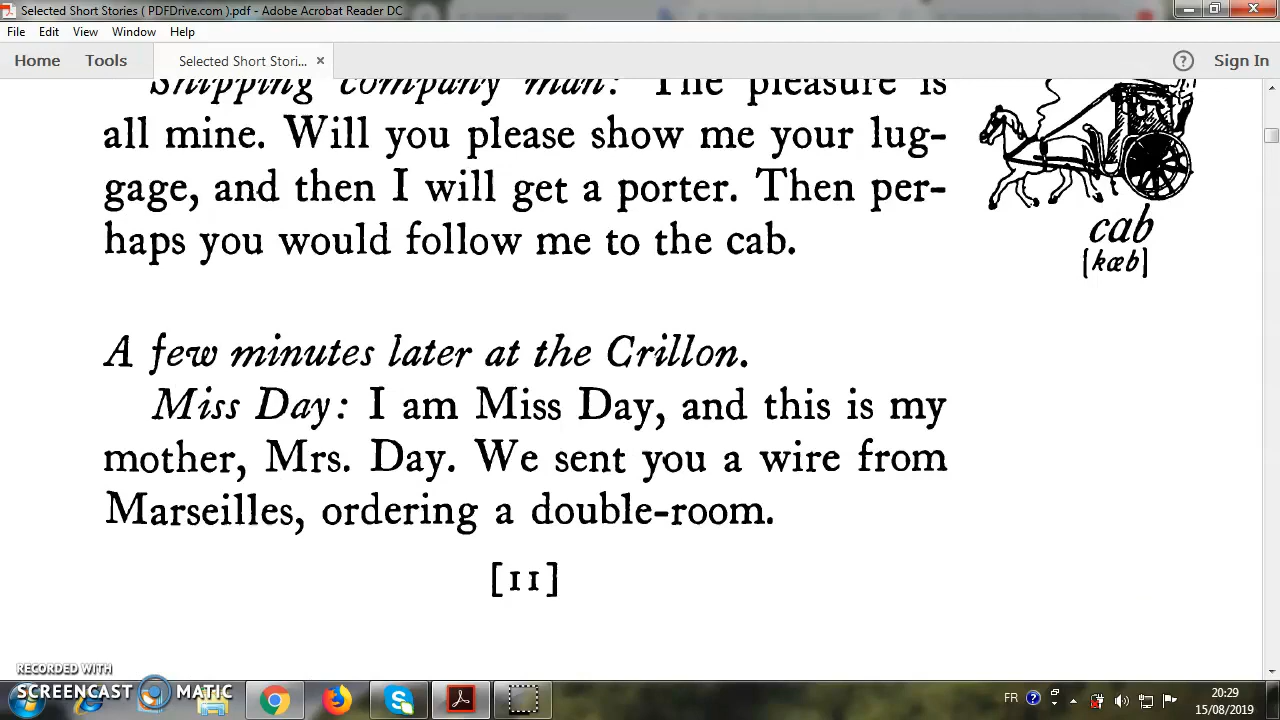 Selected Short Stories ( PDFDrive.com ).pdf - Adobe Acrobat Reader DC
File Edit View Window Help
Home Tools Selected Short Stori... × ? Sign In
Shipping company man: The pleasure is
all mine. Will you please show me your lug-
gage, and then I will get a porter. Then per-
haps you would follow me to the cab.
cab
[kæb]
A few minutes later at the Crillon.
Miss Day: I am Miss Day, and this is my
mother, Mrs. Day. We sent you a wire from
Marseilles, ordering a double-room.
[11]
RECORDED WITH
SCREENCAST MATIC
FR
20:29
15/08/2019